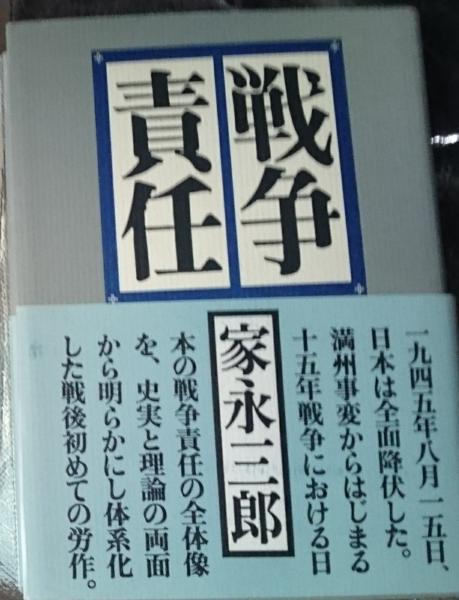 戦争
責任
一九四五年八月一五日、
日本は全面降伏した。
満州事変からはじまる
十五年戦争における日
家永三郎
本の戦争責任の全体像
を、史実と理論の両面
から明らかにし体系化
した戦後初めての労作。